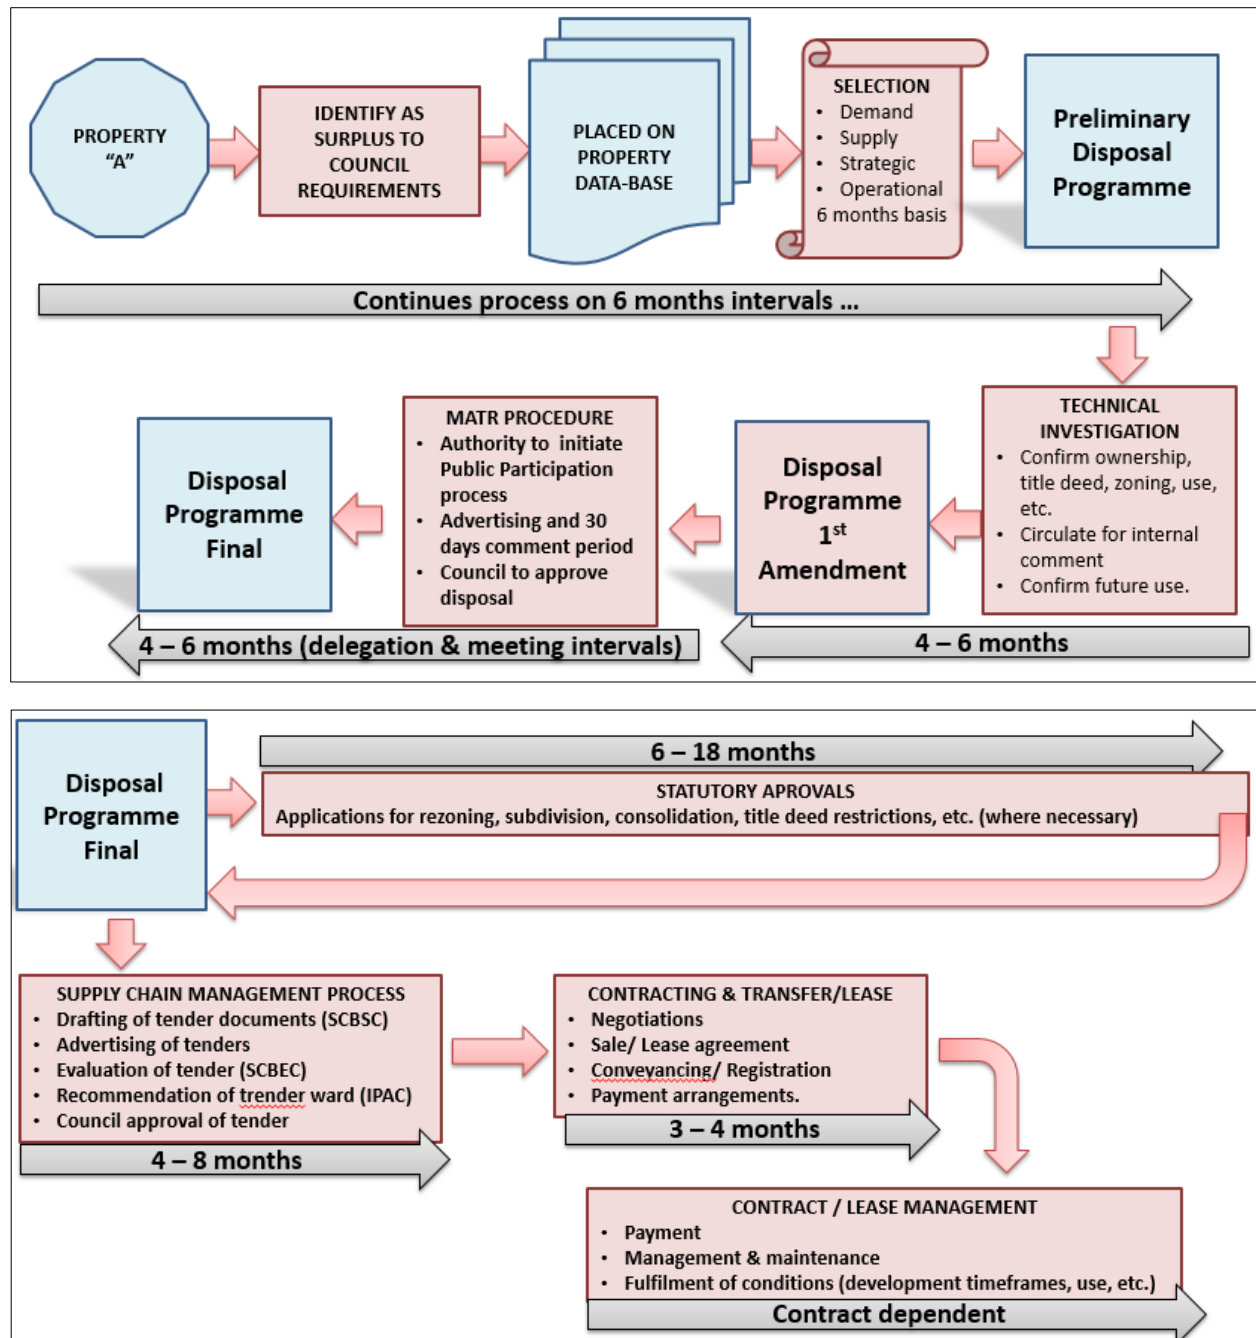 PROPERTY
“A”
IDENTIFY AS
SURPLUS TO
COUNCIL
REQUIREMENTS
PLACED ON
PROPERTY
DATA-BASE
SELECTION
• Demand
• Supply
• Strategic
• Operational
6 months basis
Preliminary
Disposal
Programme
Continues process on 6 months intervals ...
TECHNICAL
INVESTIGATION
• Confirm ownership,
title deed, zoning, use,
etc.
• Circulate for internal
comment
• Confirm future use.
Disposal
Programme
1st
Amendment
MATR PROCEDURE
• Authority to initiate
Public Participation
process
• Advertising and 30
days comment period
• Council to approve
disposal
Disposal
Programme
Final
4 – 6 months (delegation & meeting intervals)
4 – 6 months
Disposal
Programme
Final
6 – 18 months
STATUTORY APROVALS
Applications for rezoning, subdivision, consolidation, title deed restrictions, etc. (where necessary)
SUPPLY CHAIN MANAGEMENT PROCESS
• Drafting of tender documents (SCBSC)
• Advertising of tenders
• Evaluation of tender (SCBEC)
• Recommendation of trender ward (IPAC)
• Council approval of tender
4 – 8 months
CONTRACTING & TRANSFER/LEASE
• Negotiations
• Sale/ Lease agreement
• Conveyancing/ Registration
• Payment arrangements.
3 – 4 months
CONTRACT / LEASE MANAGEMENT
• Payment
• Management & maintenance
• Fulfilment of conditions (development timeframes, use, etc.)
Contract dependent